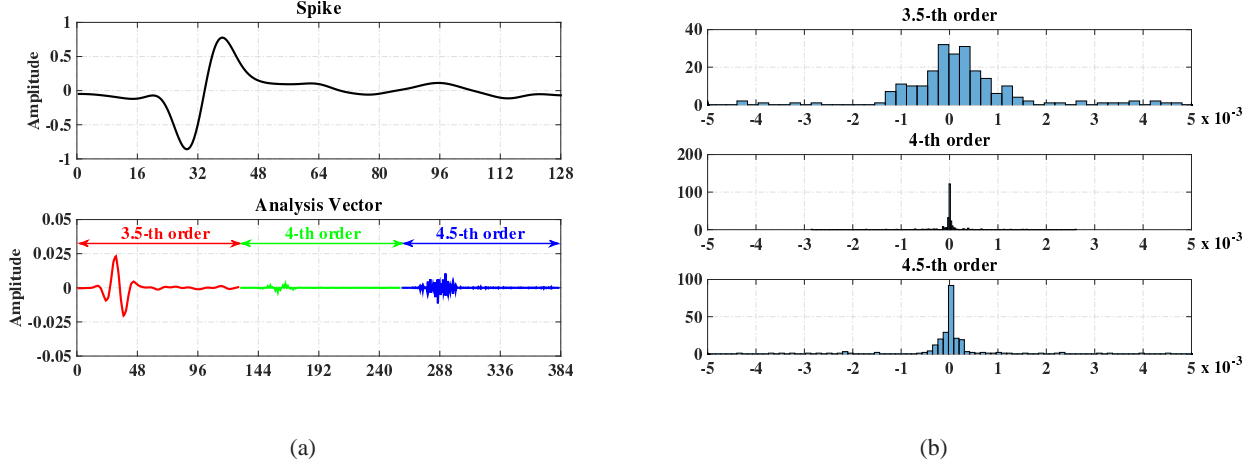 Spike
1
0.5
0
-0.5
-1
Amplitude
0 16 32 48 64 80 96 112 128
Analysis Vector
0.05
0.025
0
-0.025
-0.05
Amplitude
3.5-th order 4-th order 4.5-th order
0 48 96 144 192 240 288 336 384
(a)
3.5-th order
40
20
0
-5 -4 -3 -2 -1 0 1 2 3 4 5 x 10-3
4-th order
200
100
0
-5 -4 -3 -2 -1 0 1 2 3 4 5 x 10-3
4.5-th order
100
50
0
-5 -4 -3 -2 -1 0 1 2 3 4 5 x 10-3
(b)